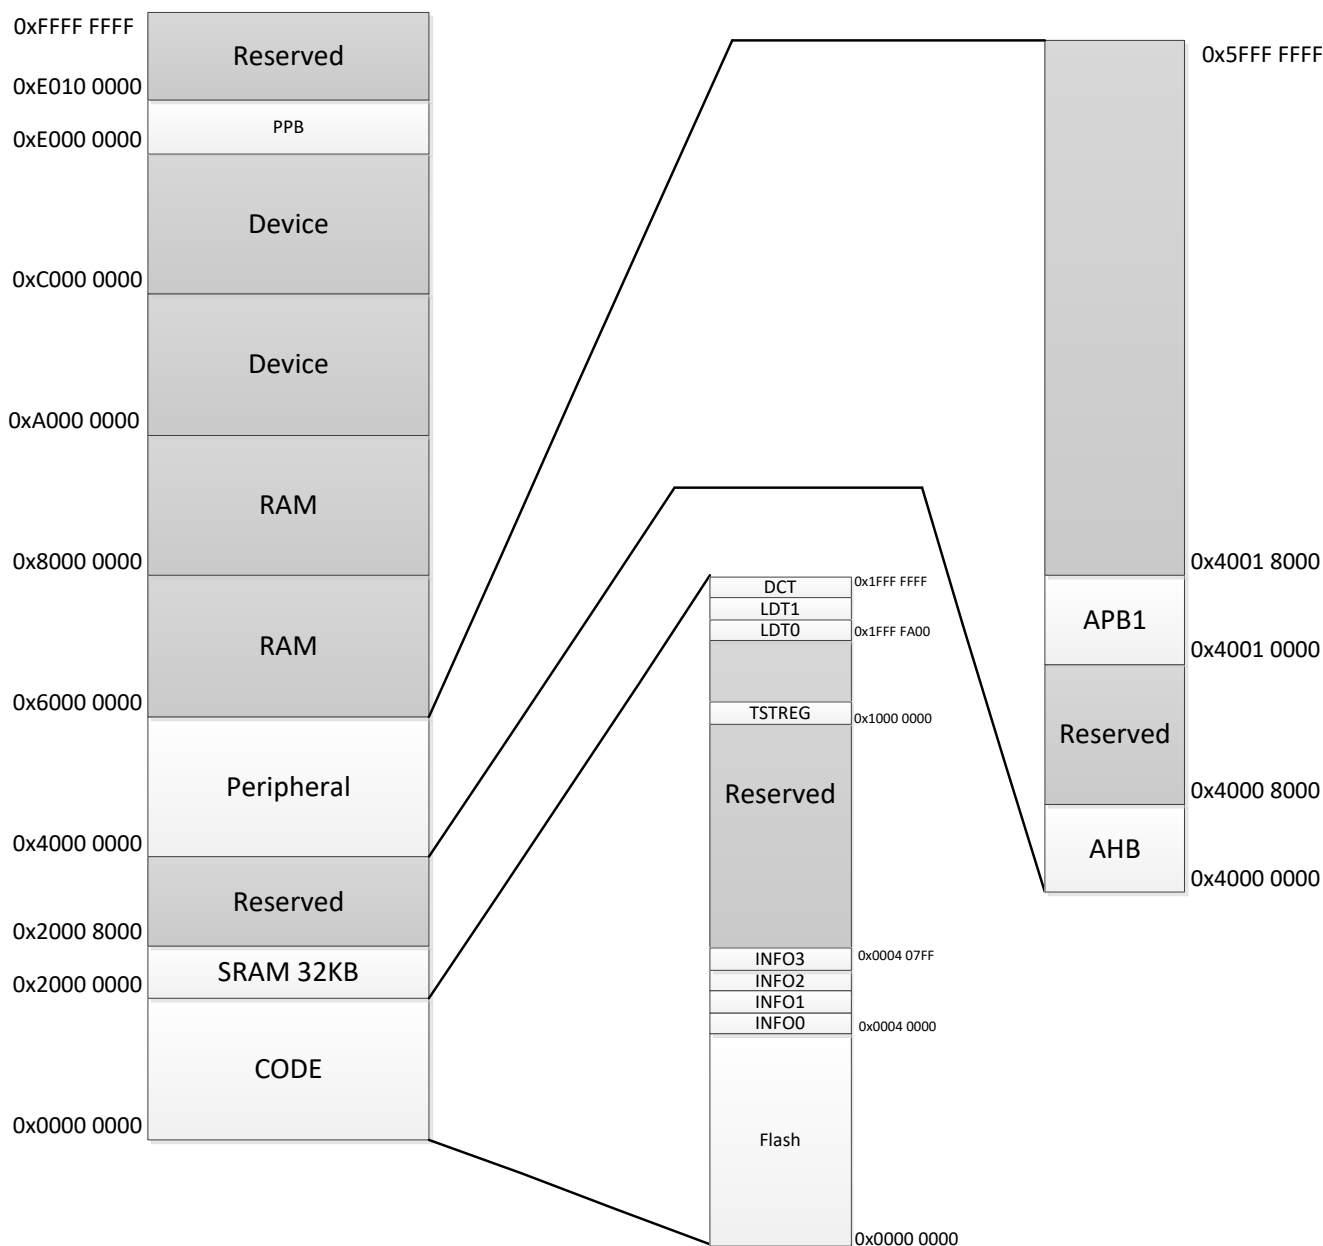 0xFFFF FFFF
Reserved
0xE010 0000
PPB
0xE000 0000
Device
0xC000 0000
Device
0xA000 0000
RAM
0x8000 0000
RAM
0x6000 0000
Peripheral
0x4000 0000
Reserved
0x2000 8000
SRAM 32KB
0x2000 0000
CODE
0x0000 0000
DCT
0x1FFF FFFF
LDT1
LDT0
0x1FFF FA00
TSTREG
0x1000 0000
Reserved
INFO3
0x0004 07FF
INFO2
INFO1
INFO0
0x0004 0000
Flash
0x0000 0000
0x5FFF FFFF
0x4001 8000
APB1
0x4001 0000
Reserved
0x4000 8000
AHB
0x4000 0000